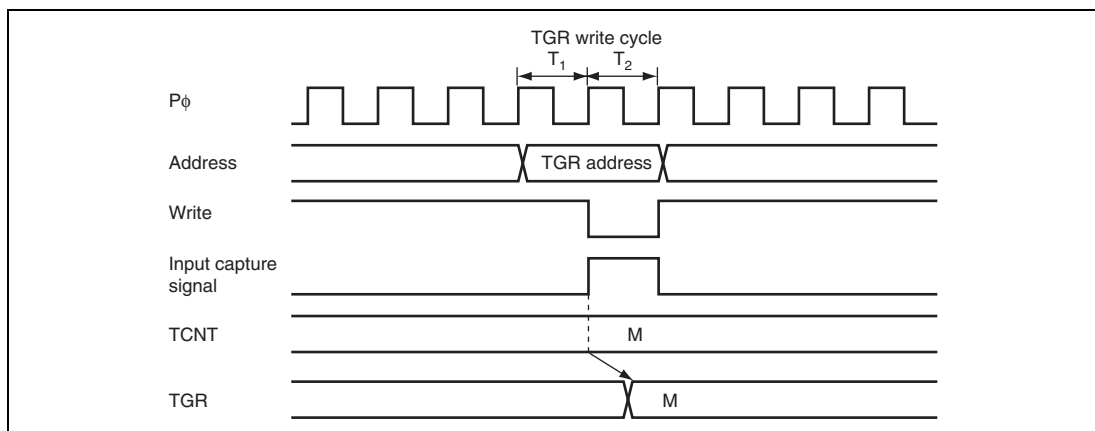 TGR write cycle
T1 T2
Pϕ
Address
TGR address
Write
Input capture
signal
TCNT
M
TGR
M